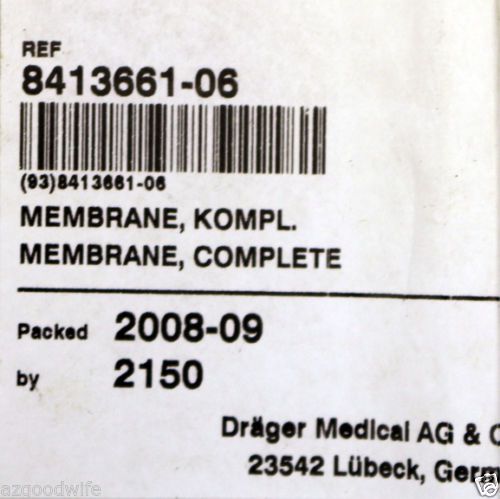 REF
8413661-06
(93)8413661-06
MEMBRANE, KOMPL.
MEMBRANE, COMPLETE
Packed 2008-09
by 2150
Dräger Medical AG & C
23542 Lübeck, Germ
azgoodwife